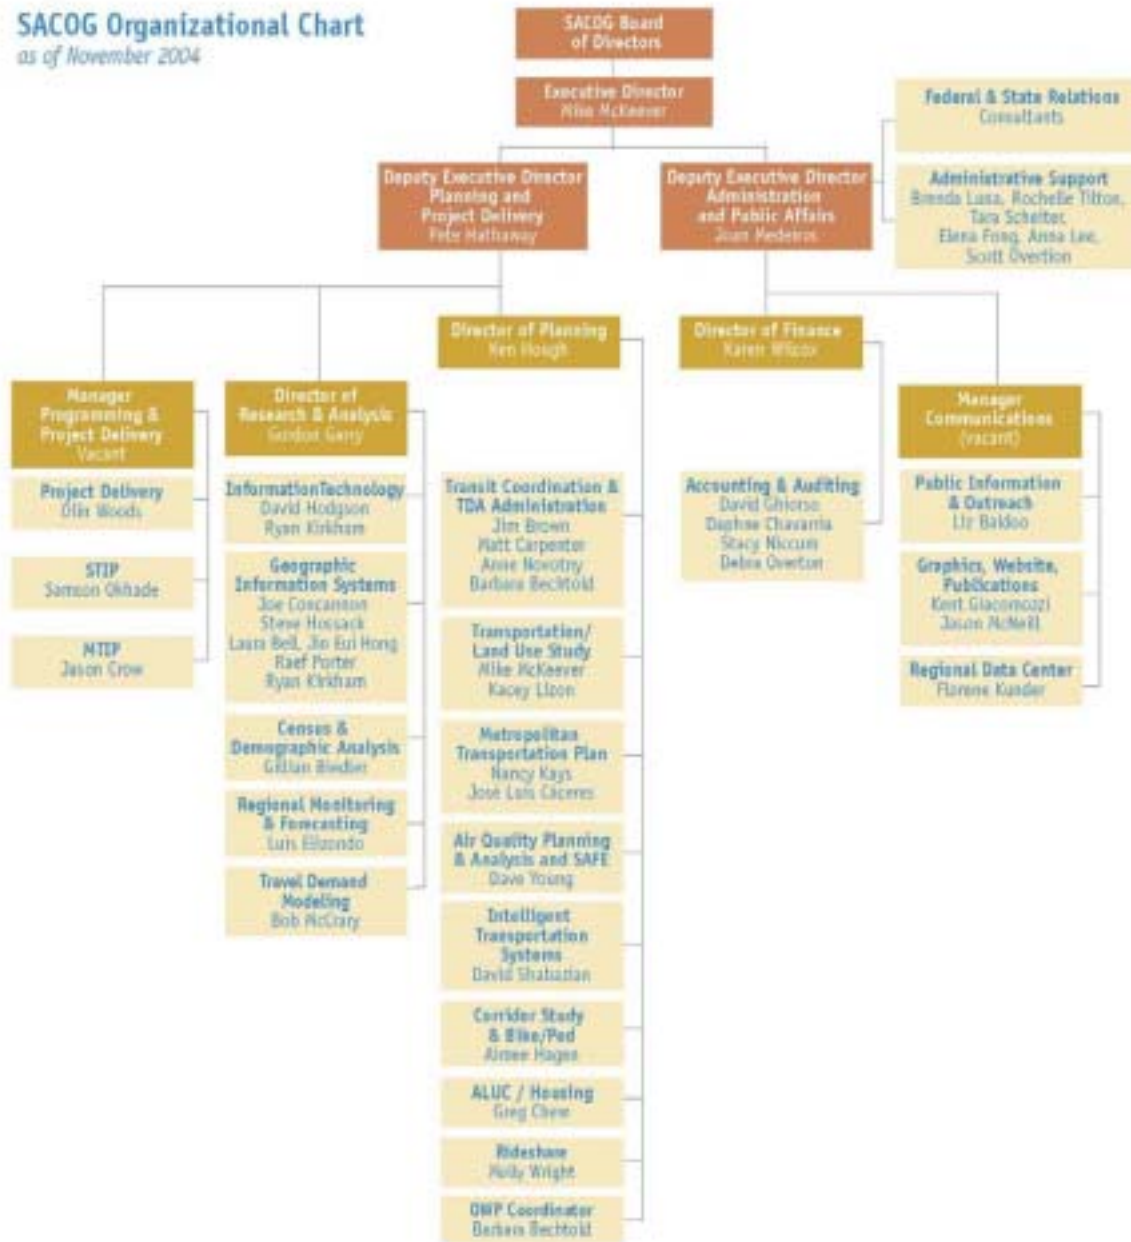 SACOG Organizational Chart
as of November 2004
SACOG Board
of Directors
Executive Director
Mike McKeever
Federal & State Relations
Consultants
Deputy Executive Director
Planning and
Project Delivery
Pete Hathaway
Deputy Executive Director
Administration
and Public Affairs
Joan Medeiros
Administrative Support
Brenda Rochelle Tilton,
Tara
Elena Fong, Anna Lee,
Scott Overton
Director of Planning
Ken Hough
Director of Finance
Karen Wilcox
Manager
Programming &
Project Delivery
Vacant
Director of
Research & Analysis
Gordon Garry
Manager
Communications
(vacant)
Project Delivery
Olin Woods
STIP
Samson Okhade
MTIP
Jason Crow
InformationTechnology
David Hodgson
Ryan Kirkham
Geographic
Information Systems
Joe Concannon
Steve Hossack
Laura Bell, Jin Eui Hong
Raef Porter
Ryan Kirkham
Census &
Demographic Analysis
Gillian Biedler
Regional Monitoring
& Forecasting
Luis Elizondo
Travel Demand
Modeling
Bob McCrary
Transit Coordination &
TDA Administration
Jim Brown
Matt Carpenter
Anne Novotny
Barbara Bechtold
Transportation/
Land Use Study
Mike McKeever
Kacey Lizon
Metropolitan
Transportation Plan
Nancy Kays
José Luis Cáceres
Air Quality Planning
& Analysis and SAFE
Dave Young
Intelligent
Transportation
Systems
David Shabazian
Corridor Study
& Bike/Ped
Aimee Hagen
ALUC / Housing
Greg Chew
Rideshare
Holly Wright
OWP Coordinator
Barbara Bechtold
Accounting & Auditing
David Ghiorso
Daphne Chavarria
Stacy Niccum
Debra Overton
Public Information
& Outreach
Liz
Graphics, Website,
Publications
Kent Giacomozzi
Jason McNeill
Regional Data Center
Florene Kunder